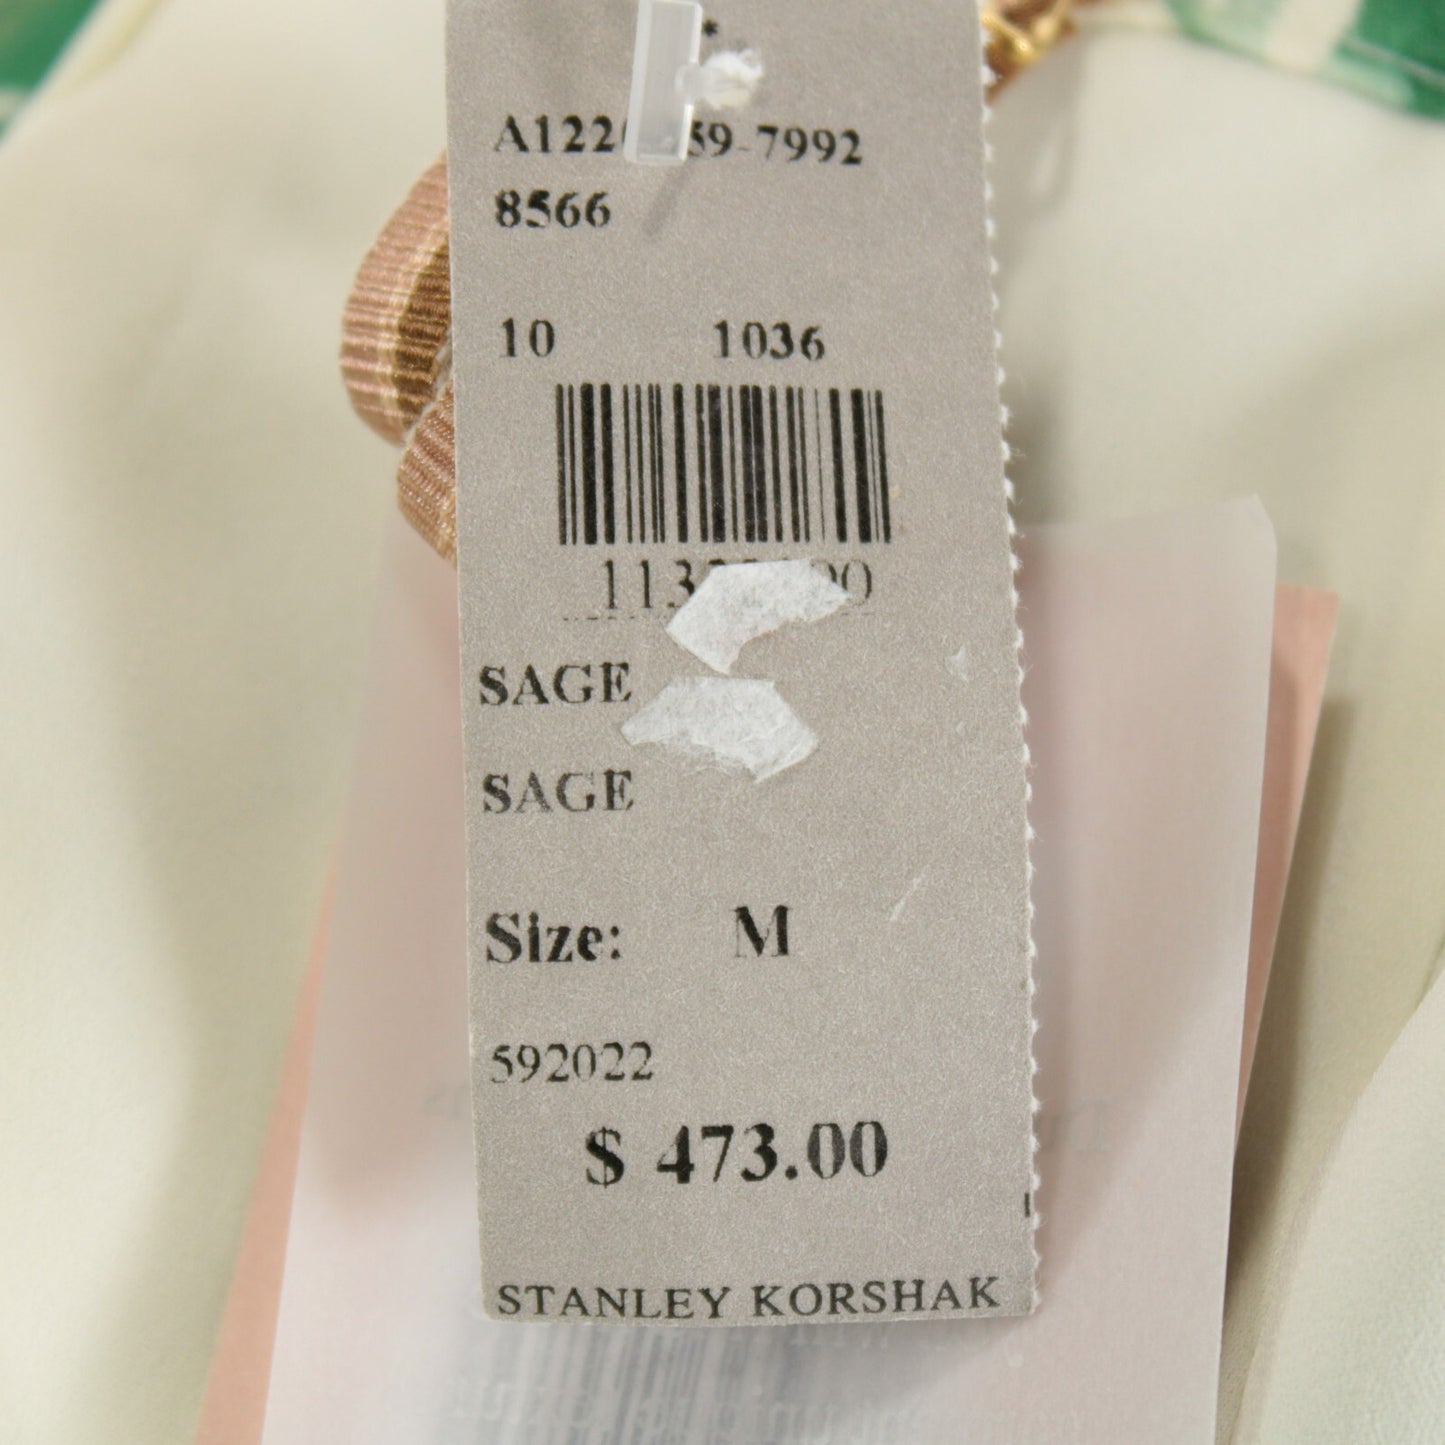 8566
10 1036
SAGE
SAGE
Size: M
592022
$ 473.00
STANLEY KORSHAK